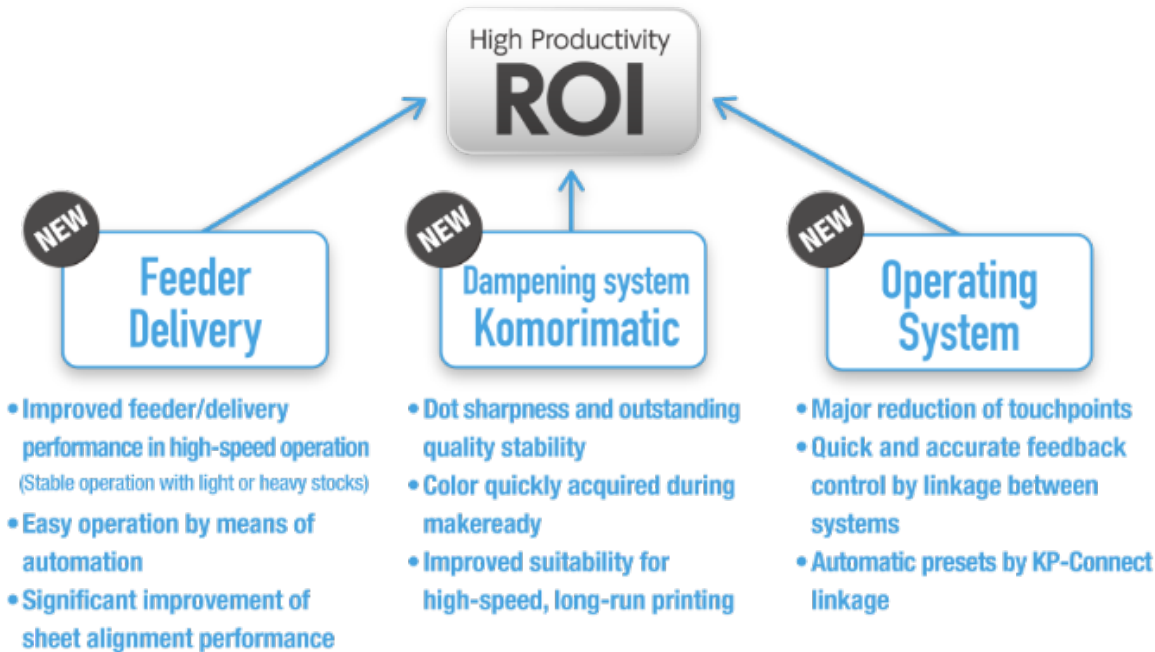 High Productivity
ROI
NEW
Feeder
Delivery
• Improved feeder/delivery
performance in high-speed operation
(Stable operation with light or heavy stocks)
• Easy operation by means of
automation
• Significant improvement of
sheet alignment performance
NEW
Dampening system
Komorimatic
• Dot sharpness and outstanding
quality stability
• Color quickly acquired during
makeready
• Improved suitability for
high-speed, long-run printing
NEW
Operating
System
• Major reduction of touchpoints
• Quick and accurate feedback
control by linkage between
systems
• Automatic presets by KP-Connect
linkage